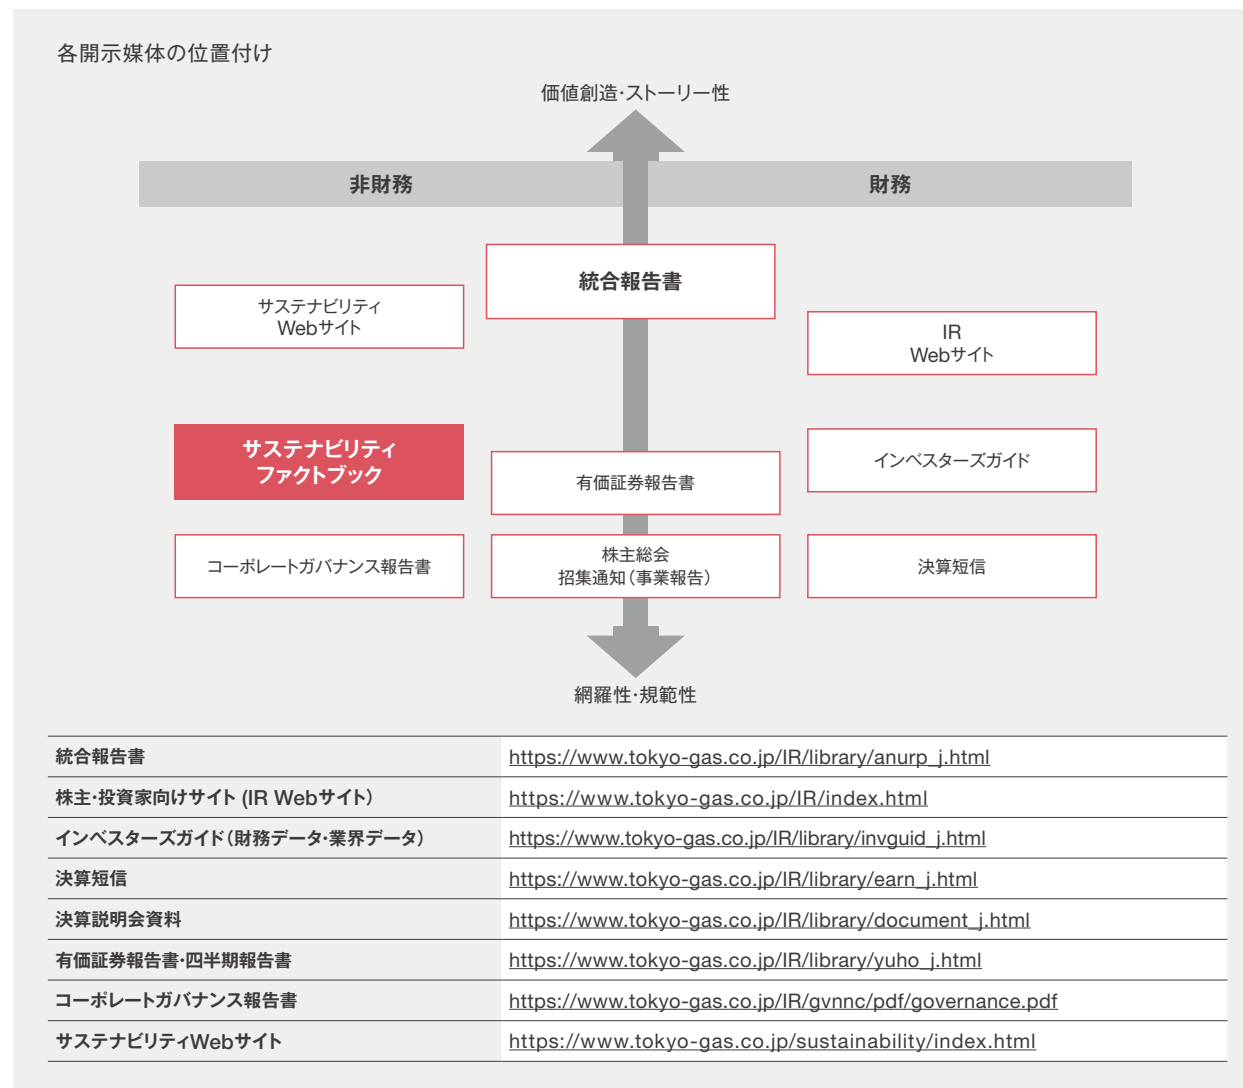 各開示媒体の位置付け
価値創造・ストーリー性
非財務
財務
統合報告書
サステナビリティ
Webサイト
IR
Webサイト
サステナビリティ
ファクトブック
有価証券報告書
インベスターズガイド
コーポレートガバナンス報告書
株主総会
招集通知（事業報告）
決算短信
網羅性・規範性
統合報告書 https://www.tokyo-gas.co.jp/IR/library/anurp_j.html
株主・投資家向けサイト (IR Webサイト） https://www.tokyo-gas.co.jp/IR/index.html
インベスターズガイド（財務データ・業界データ） https://www.tokyo-gas.co.jp/IR/library/invguid_j.html
決算短信 https://www.tokyo-gas.co.jp/IR/library/earn_j.html
決算説明会資料 https://www.tokyo-gas.co.jp/IR/library/document_j.html
有価証券報告書・四半期報告書 https://www.tokyo-gas.co.jp/IR/library/yuho_j.html
コーポレートガバナンス報告書 https://www.tokyo-gas.co.jp/IR/gvnnc/pdf/governance.pdf
サステナビリティWebサイト https://www.tokyo-gas.co.jp/sustainability/index.html